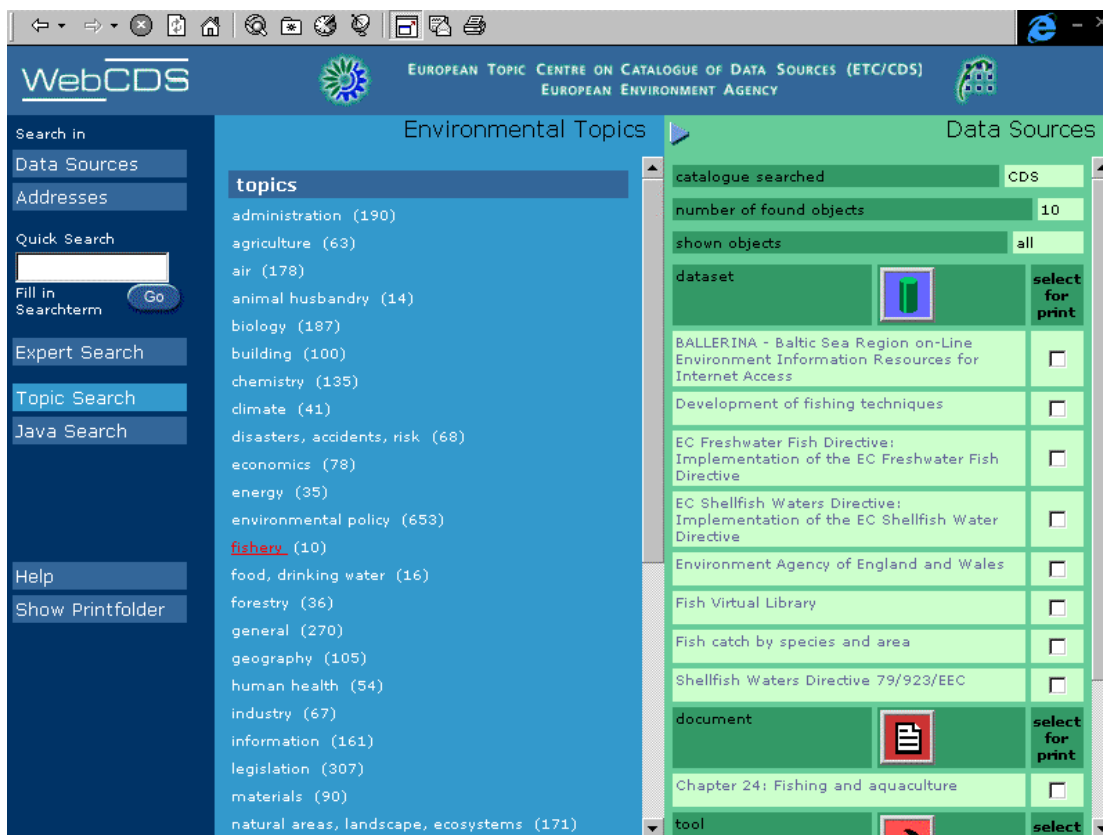 WebCDS
EUROPEAN TOPIC CENTRE ON CATALOGUE OF DATA SOURCES (ETC/CDS)
EUROPEAN ENVIRONMENT AGENCY
Search in
Data Sources
Addresses
Quick Search
Fill in
Searchterm
Go
Expert Search
Topic Search
Java Search
Help
Show Printfolder
Environmental Topics
topics
administration (190)
agriculture (63)
air (178)
animal husbandry (14)
biology (187)
building (100)
chemistry (135)
climate (41)
disasters, accidents, risk (68)
economics (78)
energy (35)
environmental policy (653)
fishery (10)
food, drinking water (16)
forestry (36)
general (270)
geography (105)
human health (54)
industry (67)
information (161)
legislation (307)
materials (90)
natural areas, landscape, ecosystems (171)
Data Sources
catalogue searched CDS
number of found objects 10
shown objects all
dataset
select
for
print
BALLERINA - Baltic Sea Region on-Line
Environment Information Resources for
Internet Access
Development of fishing techniques
EC Freshwater Fish Directive:
Implementation of the EC Freshwater Fish
Directive
EC Shellfish Waters Directive:
Implementation of the EC Shellfish Water
Directive
Environment Agency of England and Wales
Fish Virtual Library
Fish catch by species and area
Shellfish Waters Directive 79/923/EEC
document
select
for
print
Chapter 24: Fishing and aquaculture
tool
select